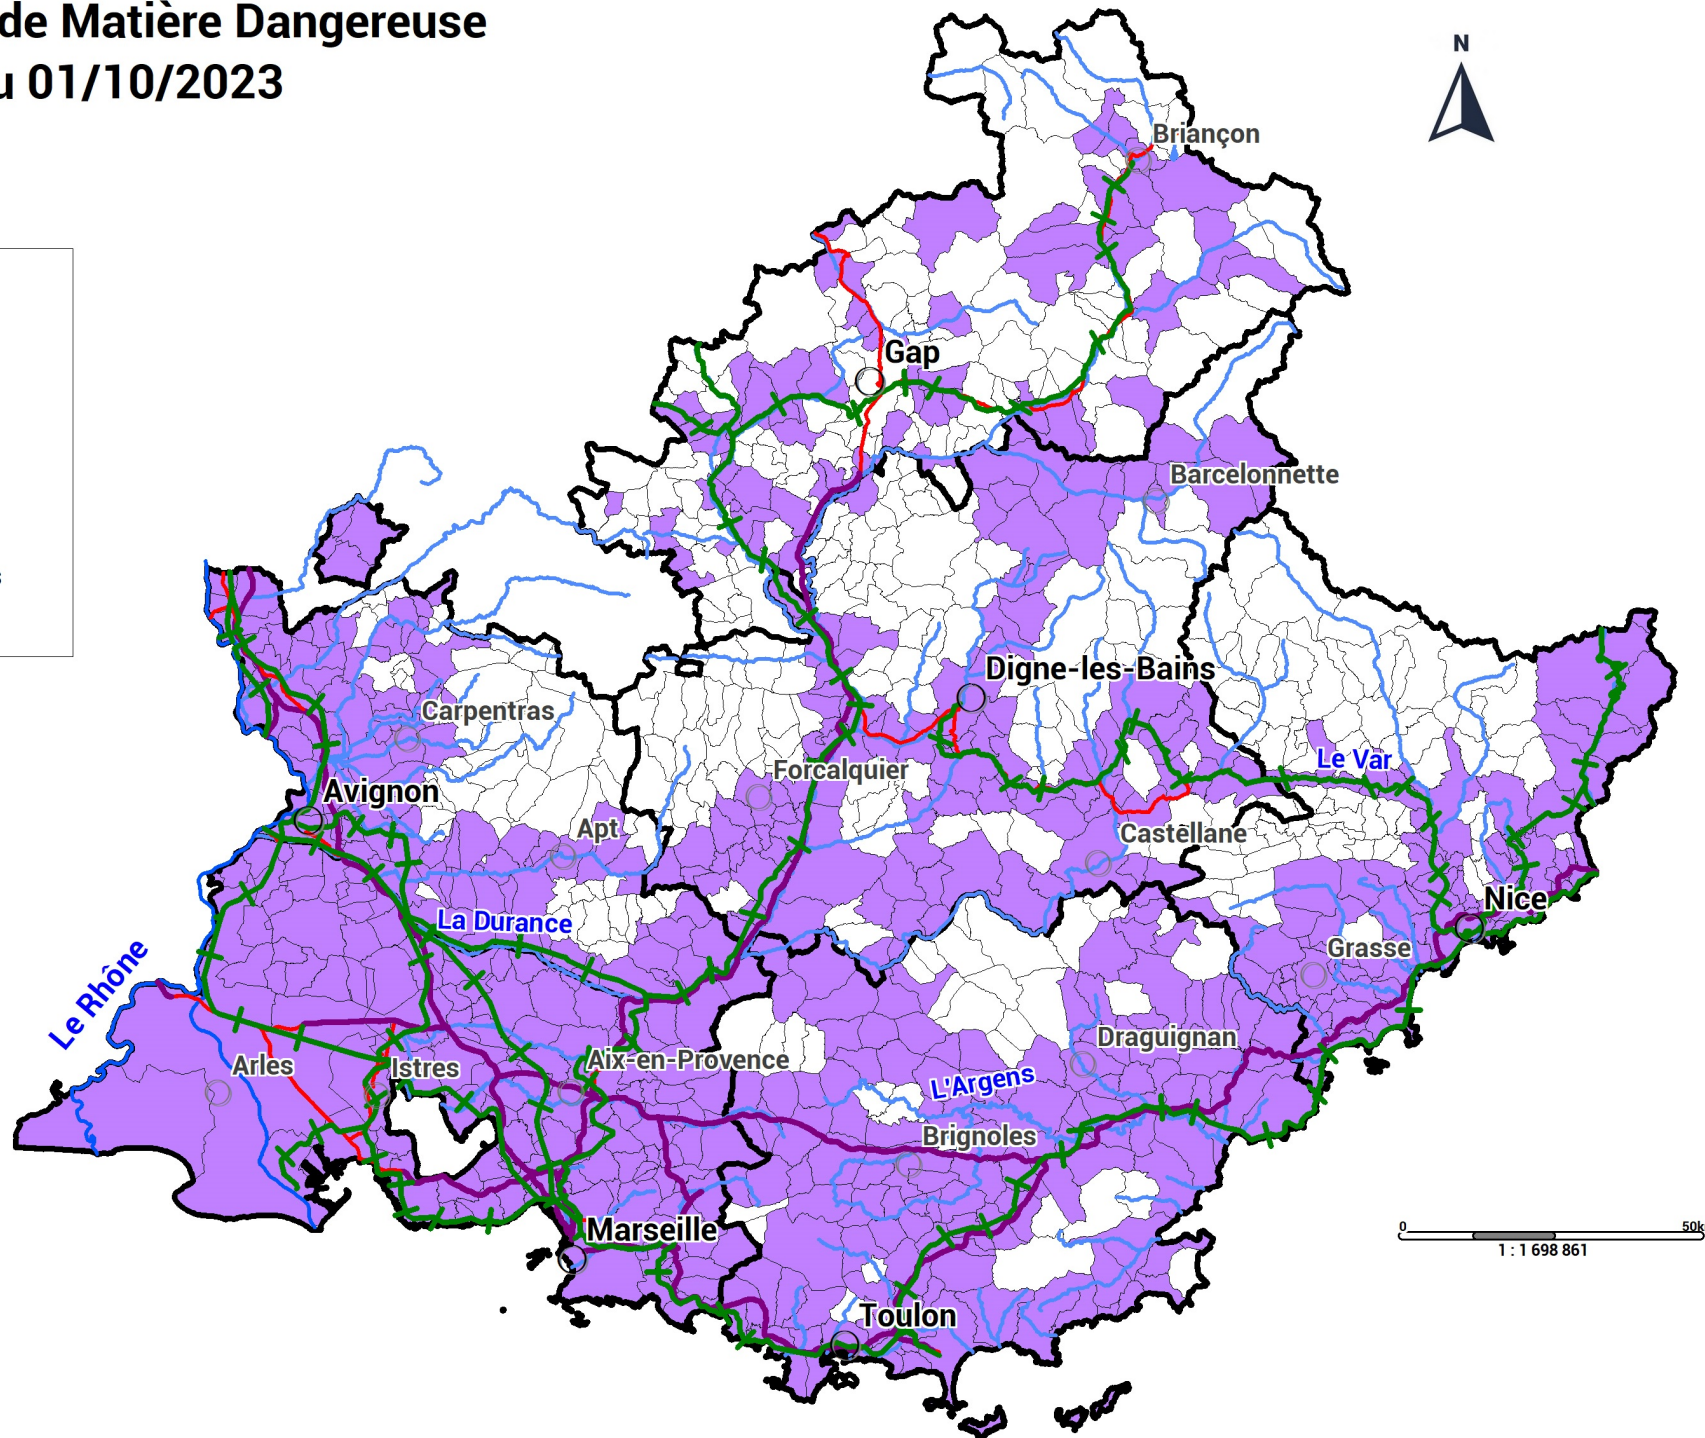 de Matière Dangereuse
u 01/10/2023
N
Briançon
Gap
Barcelonnette
Digne-les-Bains
Carpentras
Le Var
Forcalquier
Avignon
Apt
Castellane
La Durance
Nice
Grasse
Le Rhône
Draguignan
Arles
Istres
Aix-en-Provence
L'Argens
Brignoles
Marseille
0
50k
1 : 1 698 861
Toulon